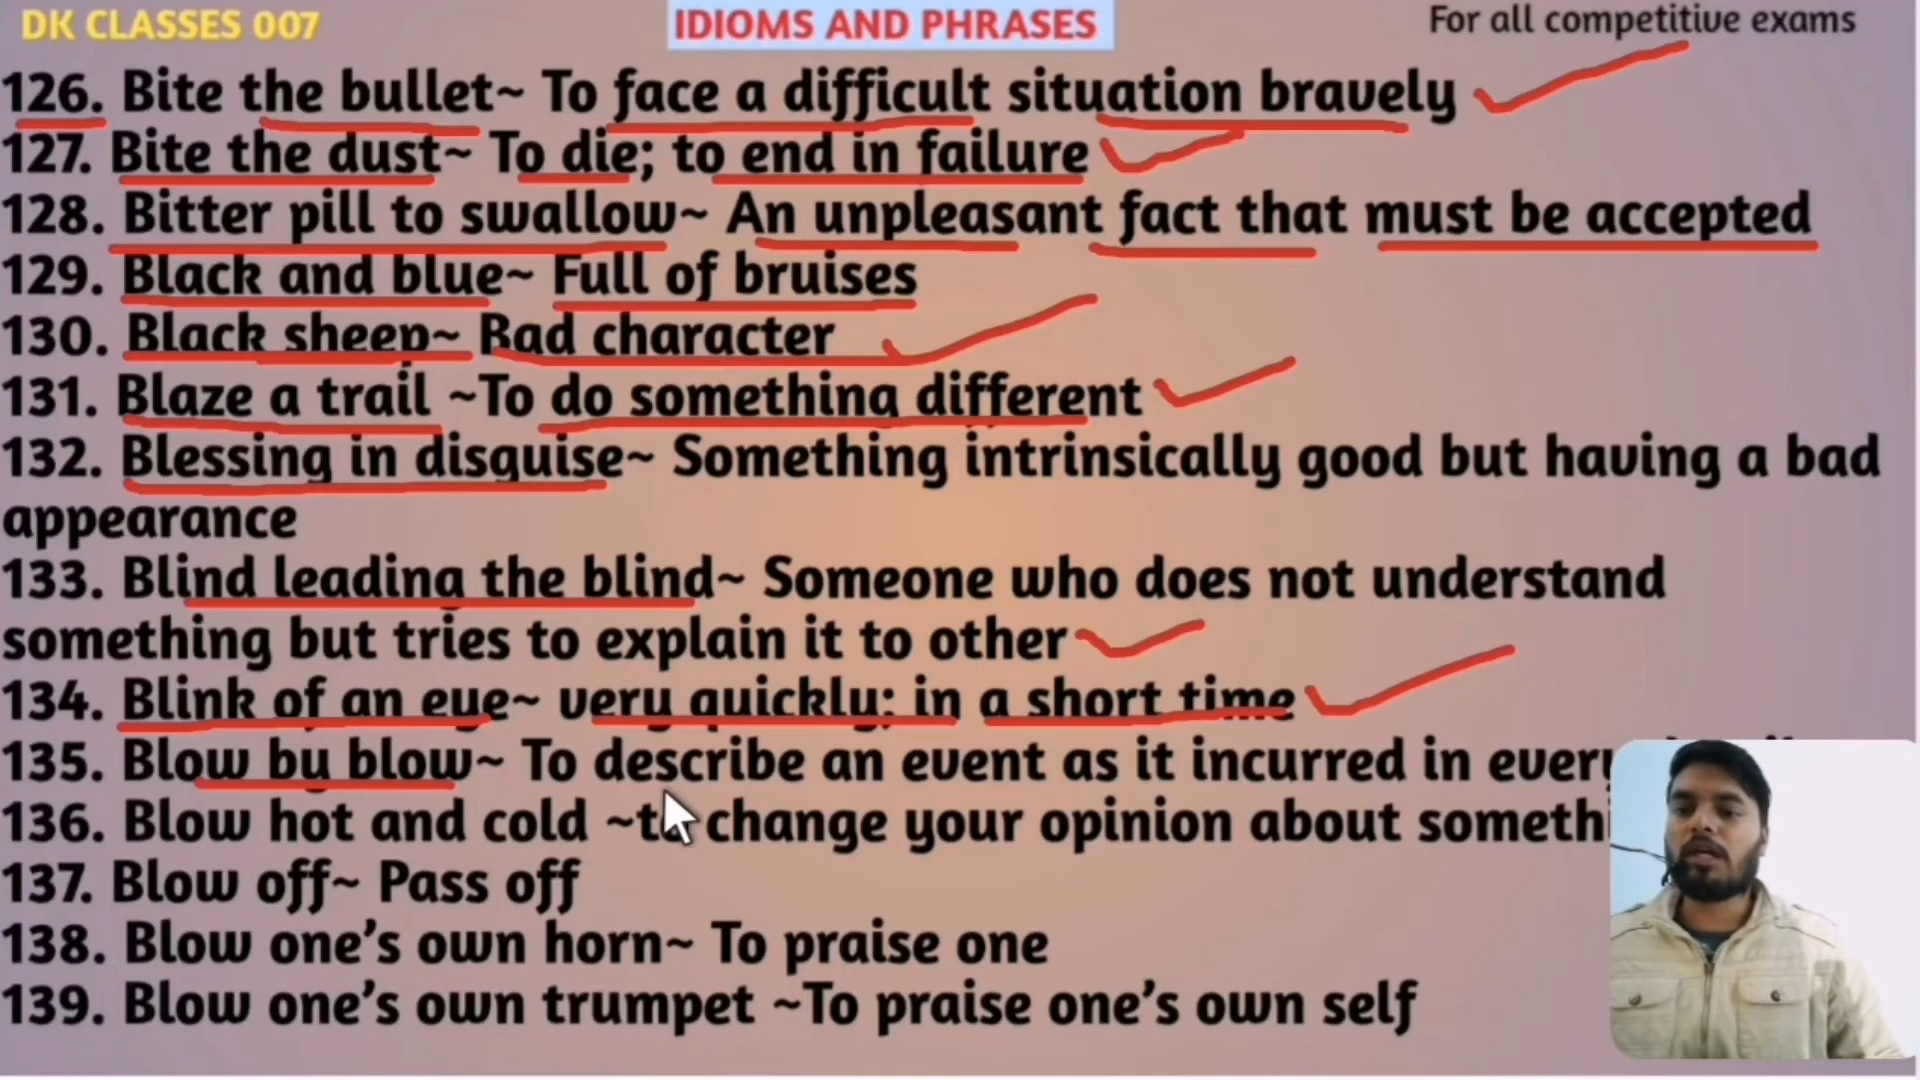 DK CLASSES 007 IDIOMS AND PHRASES For all competitive exams
126. Bite the bullet~ To face a difficult situation bravely
127. Bite the dust~ To die; to end in failure
128. Bitter pill to swallow~ An unpleasant fact that must be accepted
129. Black and blue~ Full of bruises
130. Black sheep~ Bad character
131. Blaze a trail ~To do something different
132. Blessing in disguise~ Something intrinsically good but having a bad
appearance
133. Blind leading the blind~ Someone who does not understand
something but tries to explain it to other
134. Blink of an eye~ very quickly; in a short time
135. Blow by blow~ To describe an event as it incurred in every
136. Blow hot and cold ~to change your opinion about
137. Blow off~ Pass off
138. Blow one's own horn~ To praise one
139. Blow one's own trumpet ~To praise one's own self